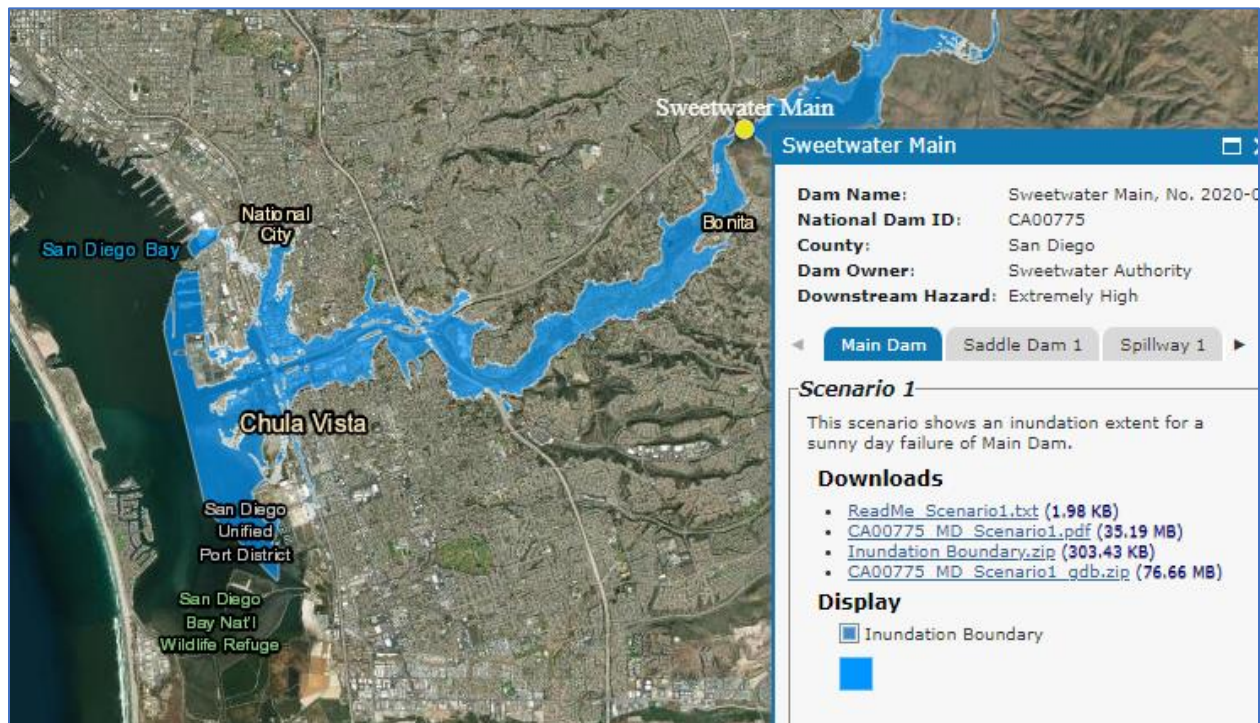 Sweetwater Main
National
City
San Diego Bay
Bonita
Chula Vista
San Diego
Unified
Port District
San Diego
Bay Nat'l
Wildlife Refuge
Sweetwater Main
Dam Name: Sweetwater Main, No. 2020-0
National Dam ID: CA00775
County: San Diego
Dam Owner: Sweetwater Authority
Downstream Hazard: Extremely High
Main Dam Saddle Dam 1 Spillway 1
Scenario 1
This scenario shows an inundation extent for a
sunny day failure of Main Dam.
Downloads
ReadMe_Scenario1.txt (1.98 KB)
CA00775_MD_Scenario1.pdf (35.19 MB)
Inundation Boundary.zip (303.43 KB)
CA00775_MD_Scenario1_gdb.zip (76.66 MB)
Display
Inundation Boundary